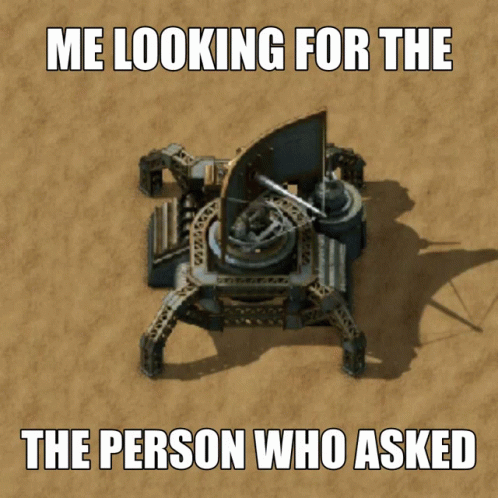 ME LOOKING FOR THE
THE PERSON WHO ASKED